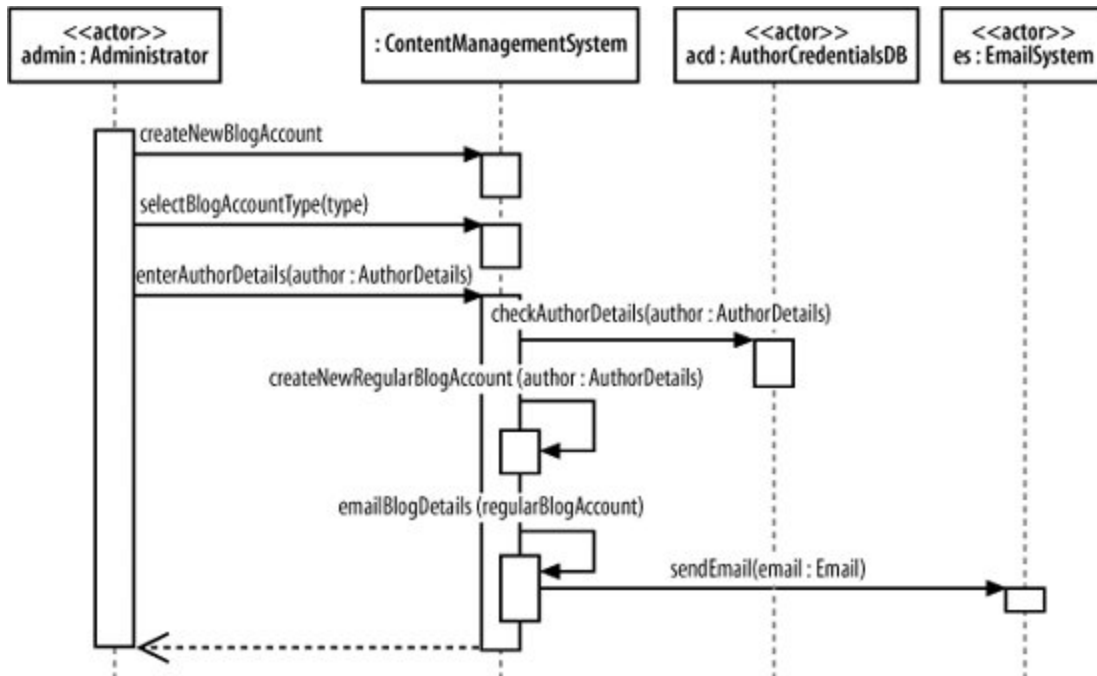 <<actor>>
admin : Administrator
: ContentManagementSystem
<<actor>>
acd : AuthorCredentialsDB
<<actor>>
es : EmailSystem
createNewBlogAccount
selectBlogAccountType(type)
enterAuthorDetails(author : AuthorDetails)
checkAuthorDetails(author : AuthorDetails)
createNewRegularBlogAccount (author : AuthorDetails)
emailBlogDetails (regularBlogAccount)
sendEmail(email : Email)